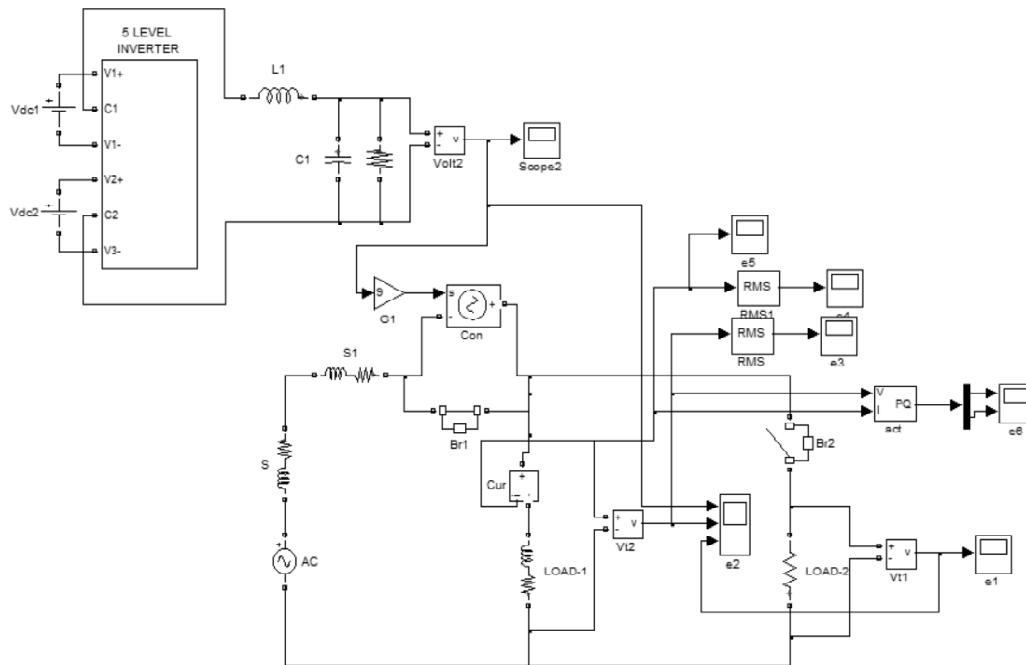 5 LEVEL
INVERTER
V1+
C1
V1-
V2+
C2
V3-
Vdc1
Vdc2
L1
C1
+
-
v
Volt2
Scope2
G1
s
-
+
Con
S1
Br1
S
AC
Cur
LOAD-1
+
-
v
Vt2
e2
e5
RMS
RMS1
e4
RMS
RMS
e3
V
I
PQ
act
e6
Br2
LOAD-2
+
-
v
Vt1
e1